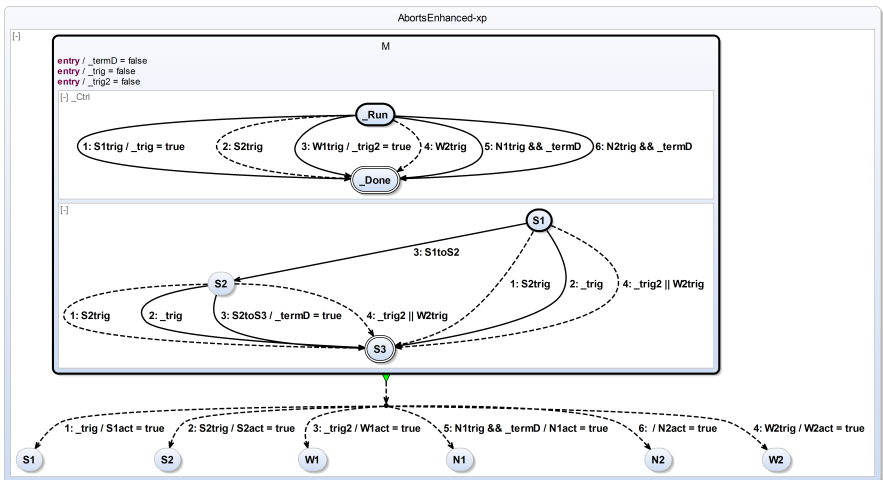 AbortsEnhanced-xp
[-]
M
entry / _termD = false
entry / _trig = false
entry / _trig2 = false
[-] _Ctrl
_Run
1: S1trig / _trig = true
2: S2trig
3: W1trig / _trig2 = true
4: W2trig
5: N1trig && _termD
6: N2trig && _termD
_Done
[-]
S1
3: S1toS2
S2
1: S2trig
2: _trig
4: _trig2 || W2trig
1: S2trig
2: _trig
3: S2toS3 / _termD = true
4: _trig2 || W2trig
S3
1: _trig / S1act = true
2: S2trig / S2act = true
3: _trig2 / W1act = true
5: N1trig && _termD / N1act = true
6: / N2act = true
4: W2trig / W2act = true
S1
S2
W1
N1
N2
W2